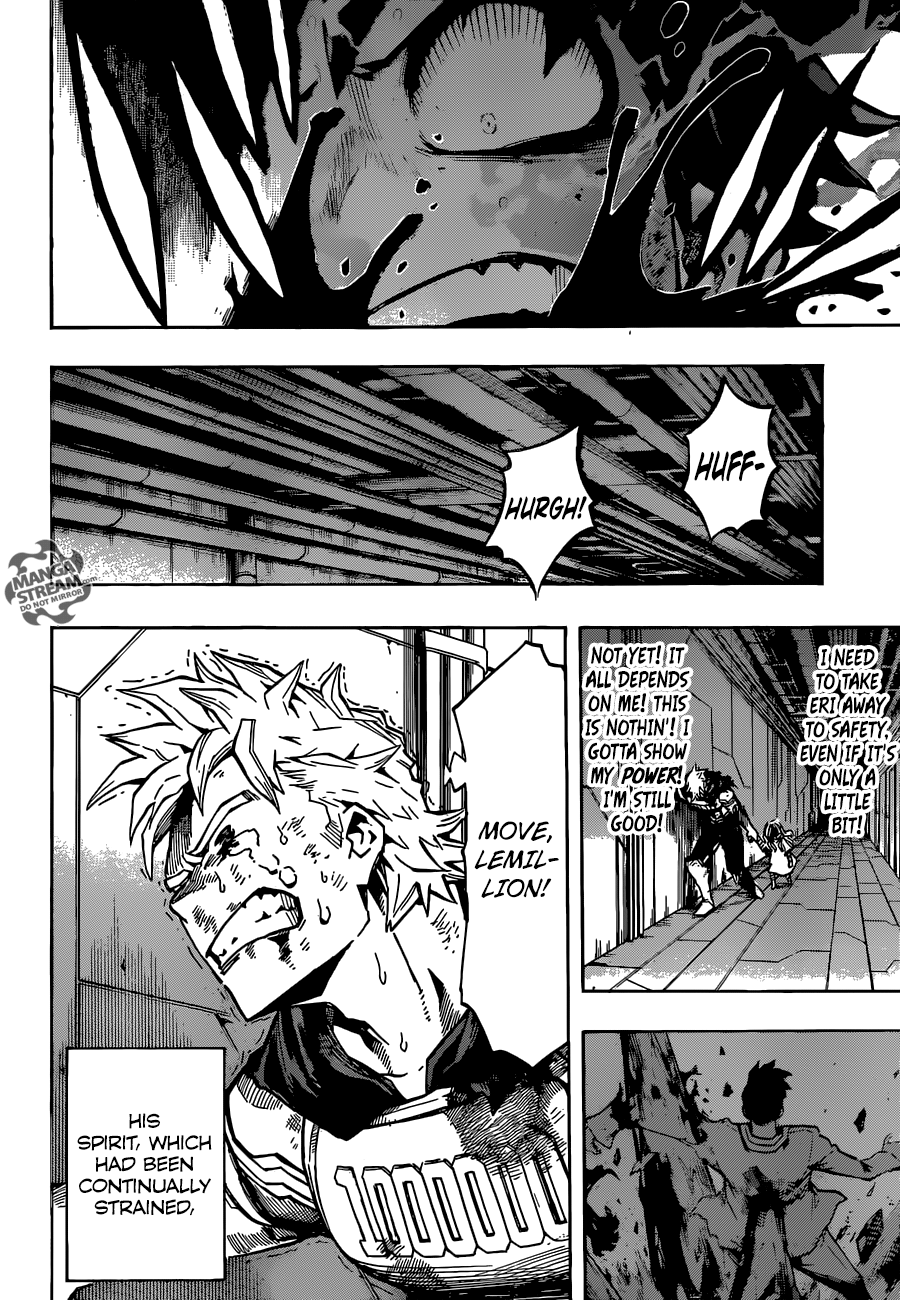 HUFF-
HURGH!
A
MANGA
STREAM.com
DO NOT MIRROR
I NEED
TO TAKE
ERI AWAY
TO SAFETY.
EVEN IF IT'S
ONLY A
LITTLE
BIT!
NOT YET! IT
ALL DEPENDS
ON ME! THIS
IS NOTHIN'! I
GOTTA SHOW
MY POWER!
I'M STILL
GOOD!
MOVE,
LEMIL-
LION!
1000000
HIS
SPIRIT, WHICH
HAD BEEN
CONTINUALLY
STRAINED,